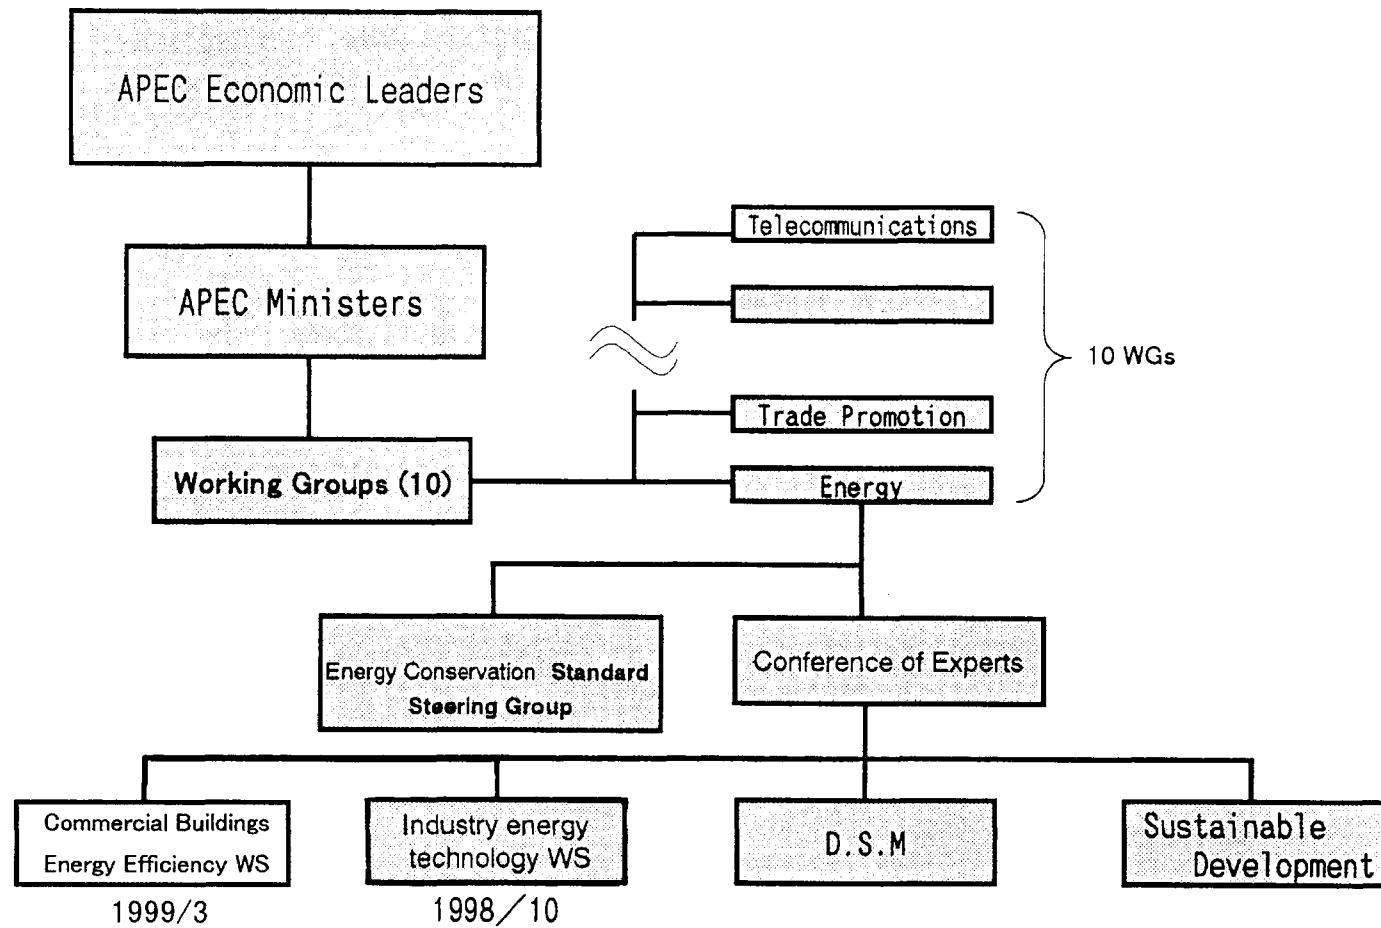 APEC Economic Leaders
Telecommunications
APEC Ministers
10 WGs
Trade Promotion
Working Groups (10)
Energy
Energy Conservation Standard
Steering Group
Conference of Experts
Commercial Buildings
Energy Efficiency WS
Industry energy
technology WS
D.S.M
Sustainable
Development
1999/3
1998/10